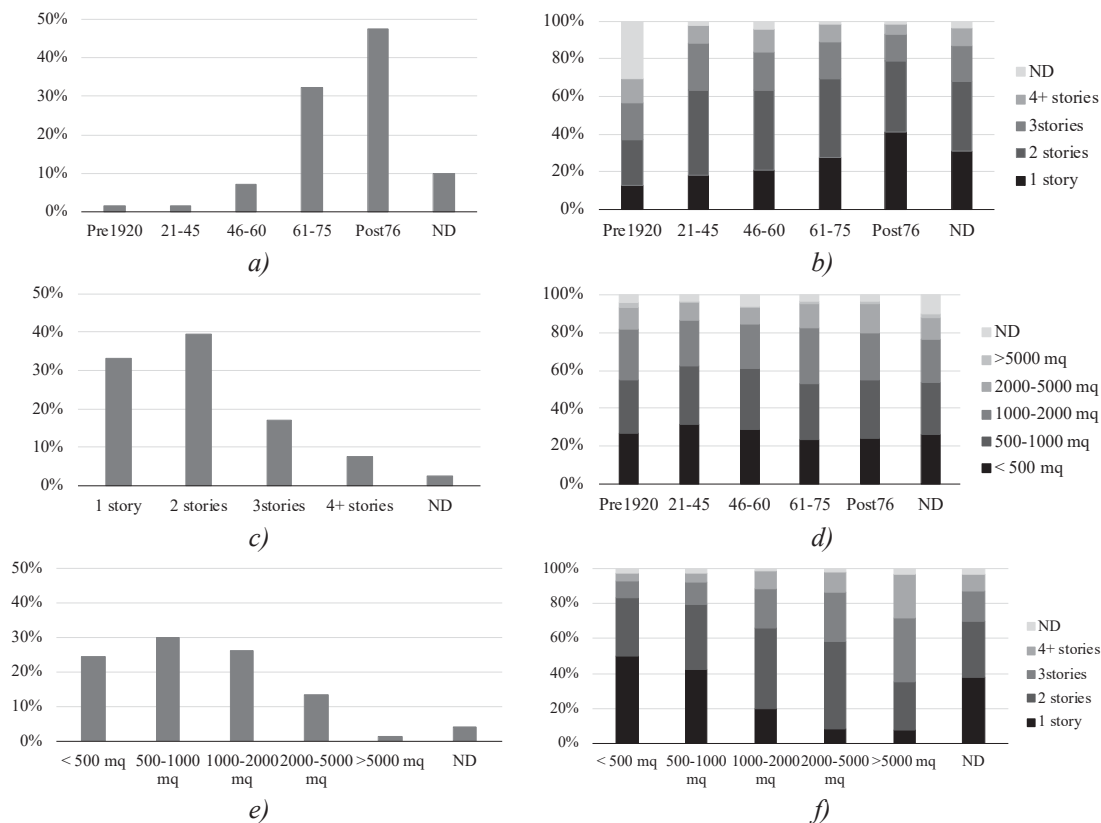 50%
40%
30%
20%
10%
0%
Pre1920 21-45 46-60 61-75 Post76 ND
a)
100%
80%
60%
40%
20%
0%
Pre1920 21-45 46-60 61-75 Post76 ND
ND
4+ stories
3stories
2 stories
1 story
b)
50%
40%
30%
20%
10%
0%
1 story 2 stories 3stories 4+ stories ND
c)
100%
80%
60%
40%
20%
0%
Pre1920 21-45 46-60 61-75 Post76 ND
ND
>5000 mq
2000-5000 mq
1000-2000 mq
500-1000 mq
< 500 mq
d)
50%
40%
30%
20%
10%
0%
< 500 mq 500-1000 1000-2000 2000-5000 >5000 mq ND
mq mq mq
e)
100%
80%
60%
40%
20%
0%
< 500 mq 500-1000 1000-2000 2000-5000 >5000 mq ND
mq mq mq
ND
4+ stories
3stories
2 stories
1 story
f)